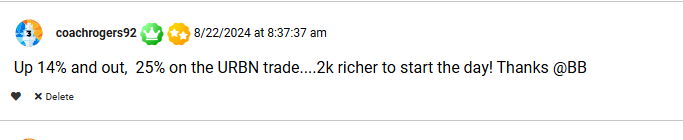 3 coachrogers92 8/22/2024 at 8:37:37 am
Up 14% and out, 25% on the URBN trade....2k richer to start the day! Thanks @BB
Delete